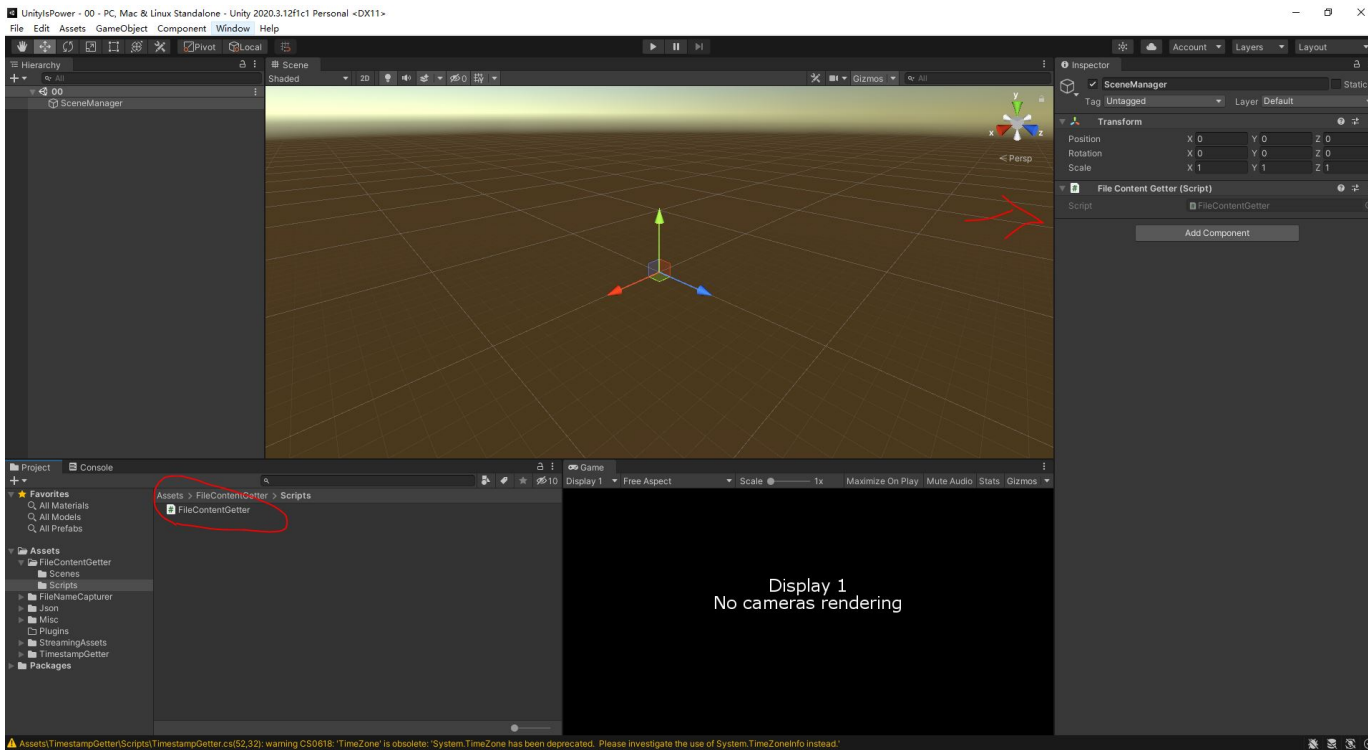 UnityIsPower - 00 - PC, Mac & Linux Standalone - Unity 2020.3.12f1c1 Personal <DX11>
File Edit Assets GameObject Component Window Help
Pivot Local Account Layers Layout
Hierarchy
All
00
SceneManager
Scene
Shaded 2D 0 Gizmos All
y
x z
Persp
Inspector
SceneManager Static
Tag Untagged Layer Default
Transform
Position X 0 Y 0 Z 0
Rotation X 0 Y 0 Z 0
Scale X 1 Y 1 Z 1
# File Content Getter (Script)
Script FileContentGetter
Add Component
Project Console
10
Favorites
All Materials
All Models
All Prefabs
Assets
FileContentGetter
Scenes
Scripts
FileNameCapturer
Json
Misc
Plugins
StreamingAssets
TimestampGetter
Packages
Assets > FileContentGetter > Scripts
# FileContentGetter
Game
Display 1 Free Aspect Scale 1x Maximize On Play Mute Audio Stats Gizmos
Display 1
No cameras rendering
Assets\TimestampGetter\Scripts\TimestampGetter.cs(52,32): warning CS0618: 'TimeZone' is obsolete: 'System.TimeZone has been deprecated. Please investigate the use of System.TimeZoneInfo instead.'